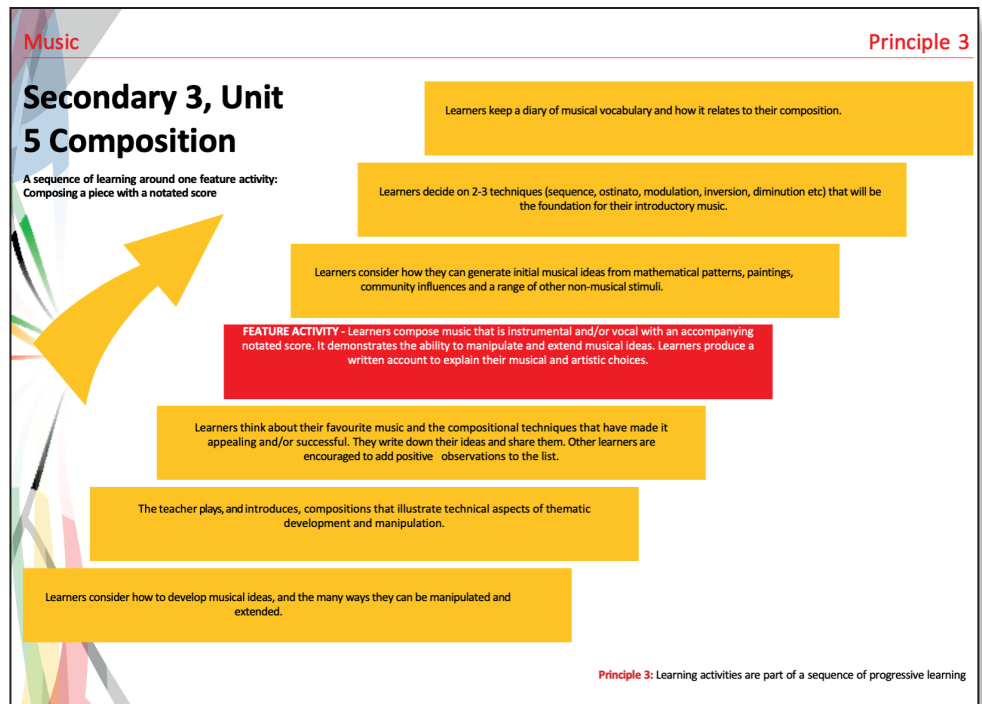 Music
Principle 3
Secondary 3, Unit
5 Composition
A sequence of learning around one feature activity:
Composing a piece with a notated score
Learners keep a diary of musical vocabulary and how it relates to their composition.
Learners decide on 2-3 techniques (sequence, ostinato, modulation, inversion, diminution etc) that will be
the foundation for their introductory music.
Learners consider how they can generate initial musical ideas from mathematical patterns, paintings,
community influences and a range of other non-musical stimuli.
FEATURE ACTIVITY - Learners compose music that is instrumental and/or vocal with an accompanying
notated score. It demonstrates the ability to manipulate and extend musical ideas. Learners produce a
written account to explain their musical and artistic choices.
Learners think about their favourite music and the compositional techniques that have made it
appealing and/or successful. They write down their ideas and share them. Other learners are
encouraged to add positive observations to the list.
The teacher plays, and introduces, compositions that illustrate technical aspects of thematic
development and manipulation.
Learners consider how to develop musical ideas, and the many ways they can be manipulated and
extended.
Principle 3: Learning activities are part of a sequence of progressive learning